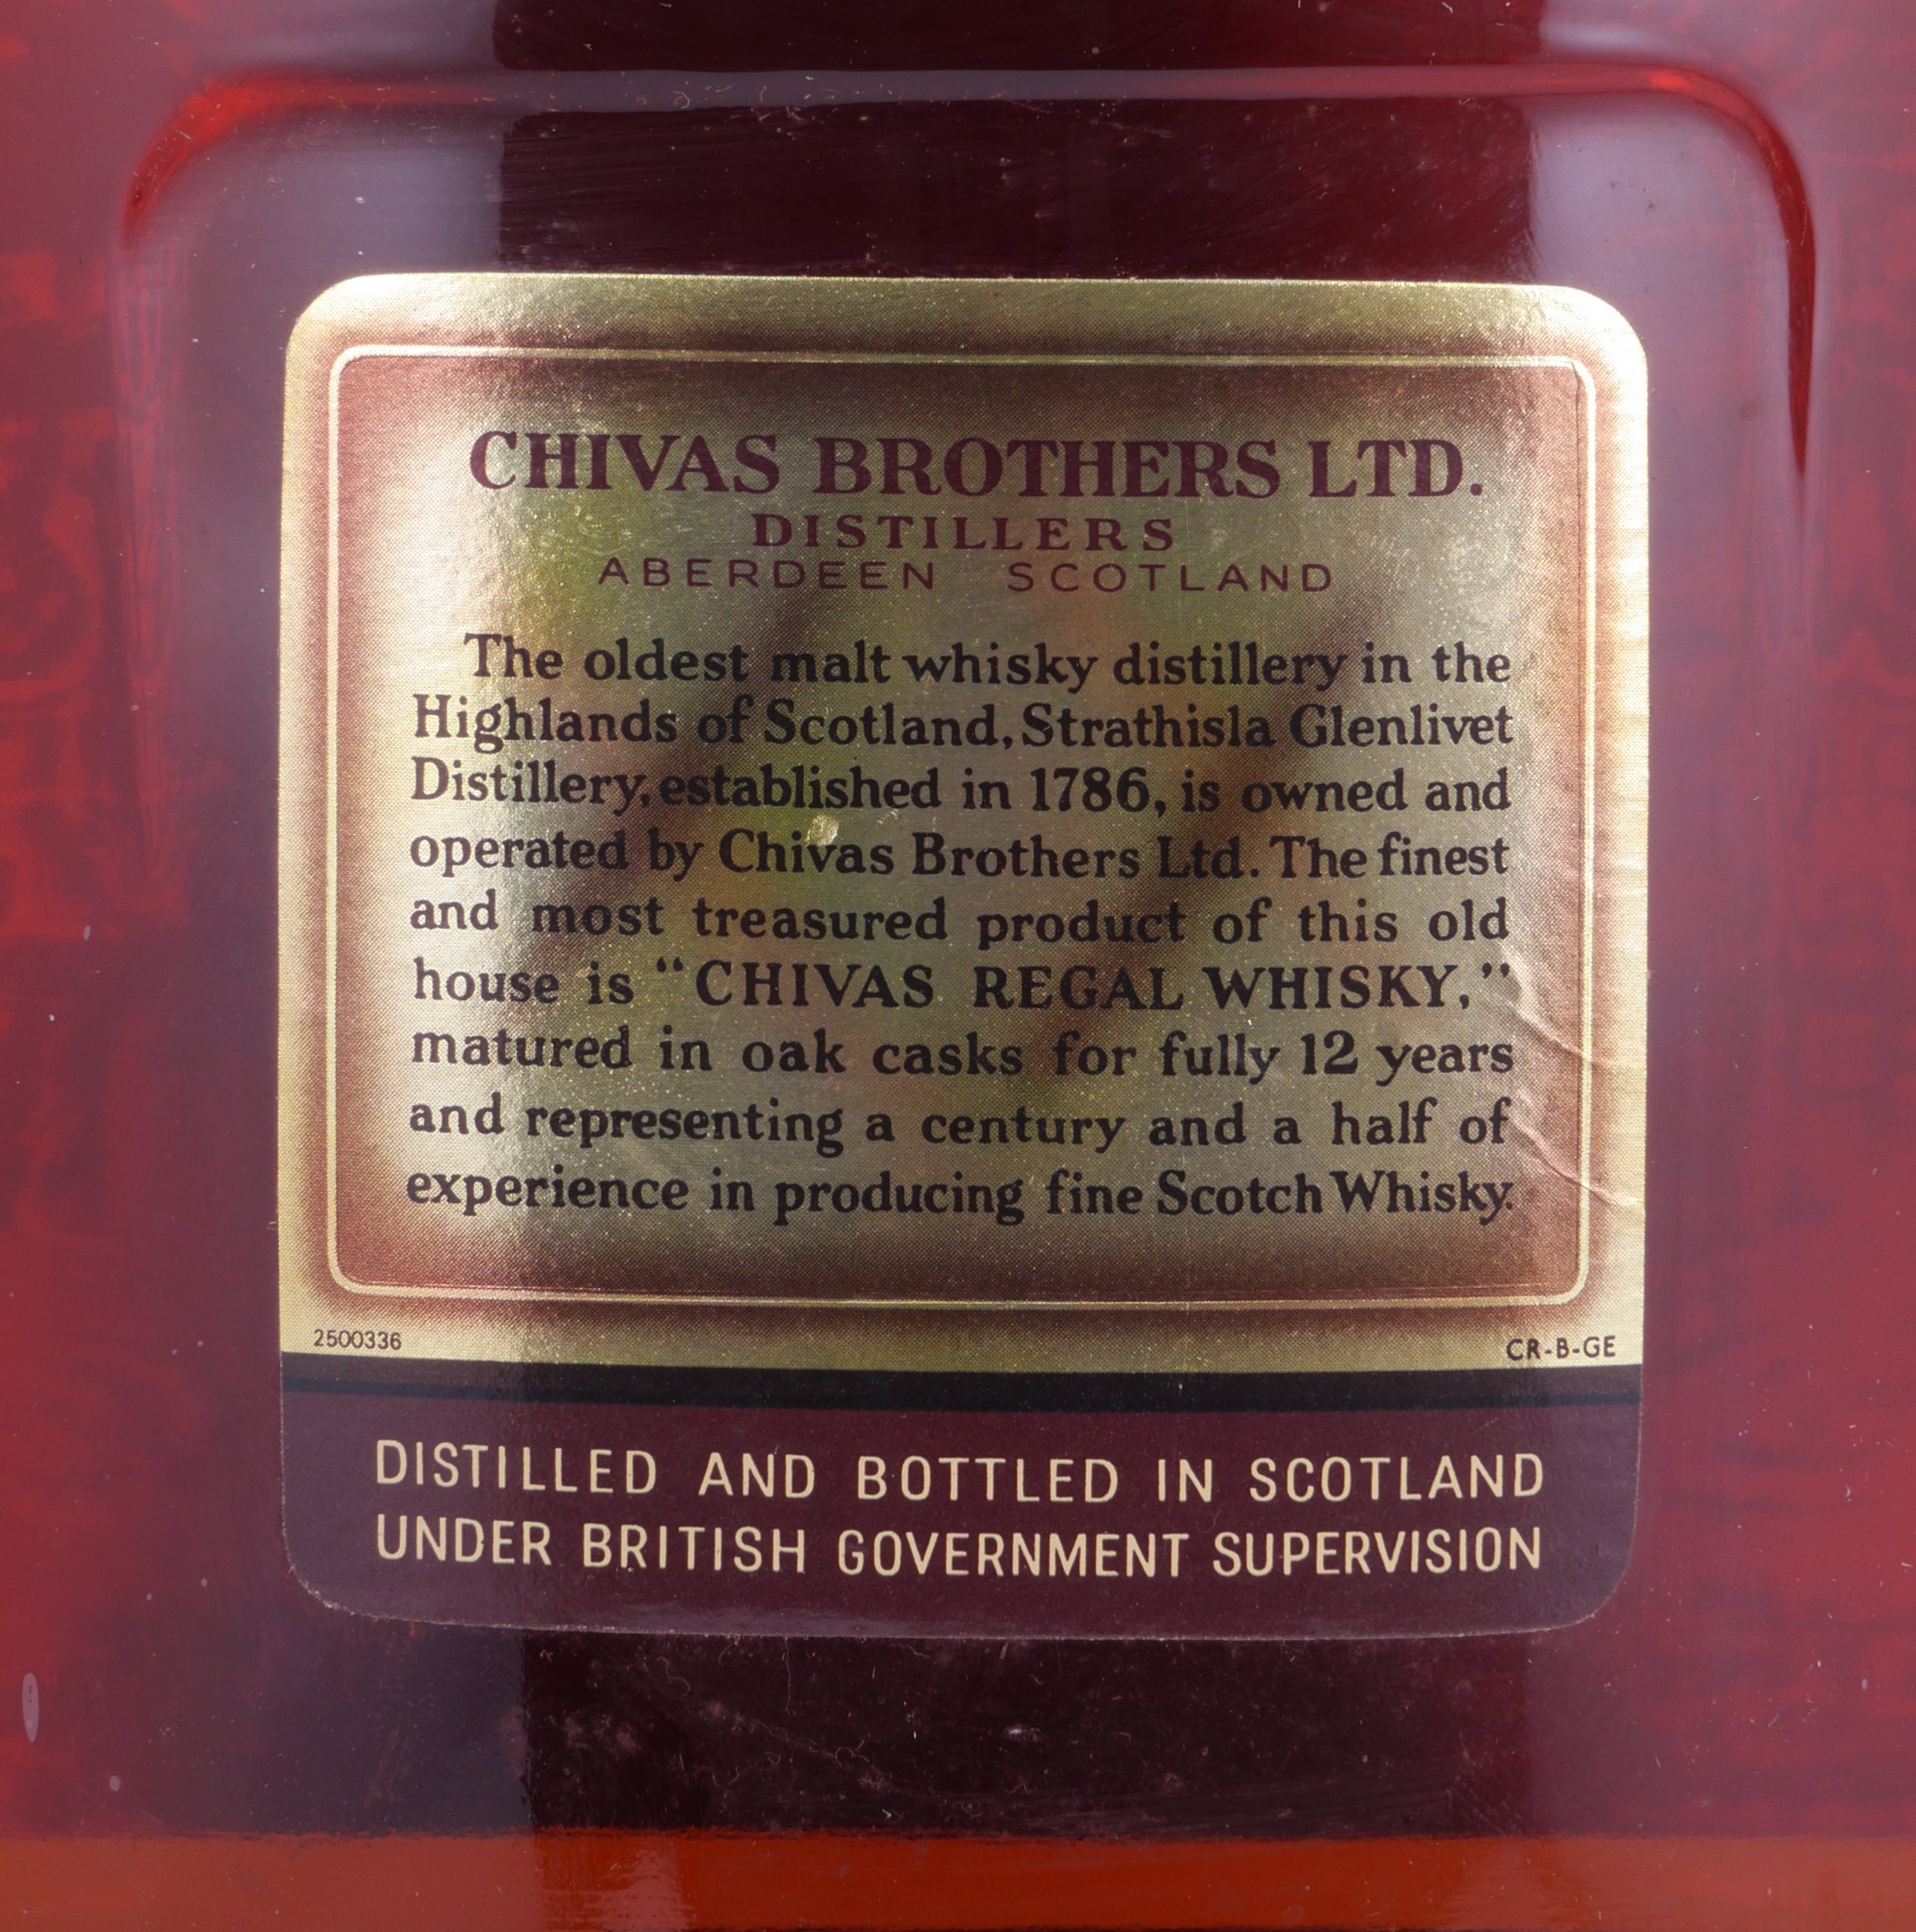 CHIVAS BROTHERS LTD.
DISTILLERS
ABERDEEN SCOTLAND
The oldest malt whisky distillery in the
Highlands of Scotland, Strathisla Glenlivet
Distillery, established in 1786, is owned and
operated by Chivas Brothers Ltd. The finest
and most treasured product of this old
house is “CHIVAS REGAL WHISKY,”
matured in oak casks for fully 12 years
and representing a century and a half of
experience in producing fine Scotch Whisky.
2500336 CR-B-GE
DISTILLED AND BOTTLED IN SCOTLAND
UNDER BRITISH GOVERNMENT SUPERVISION